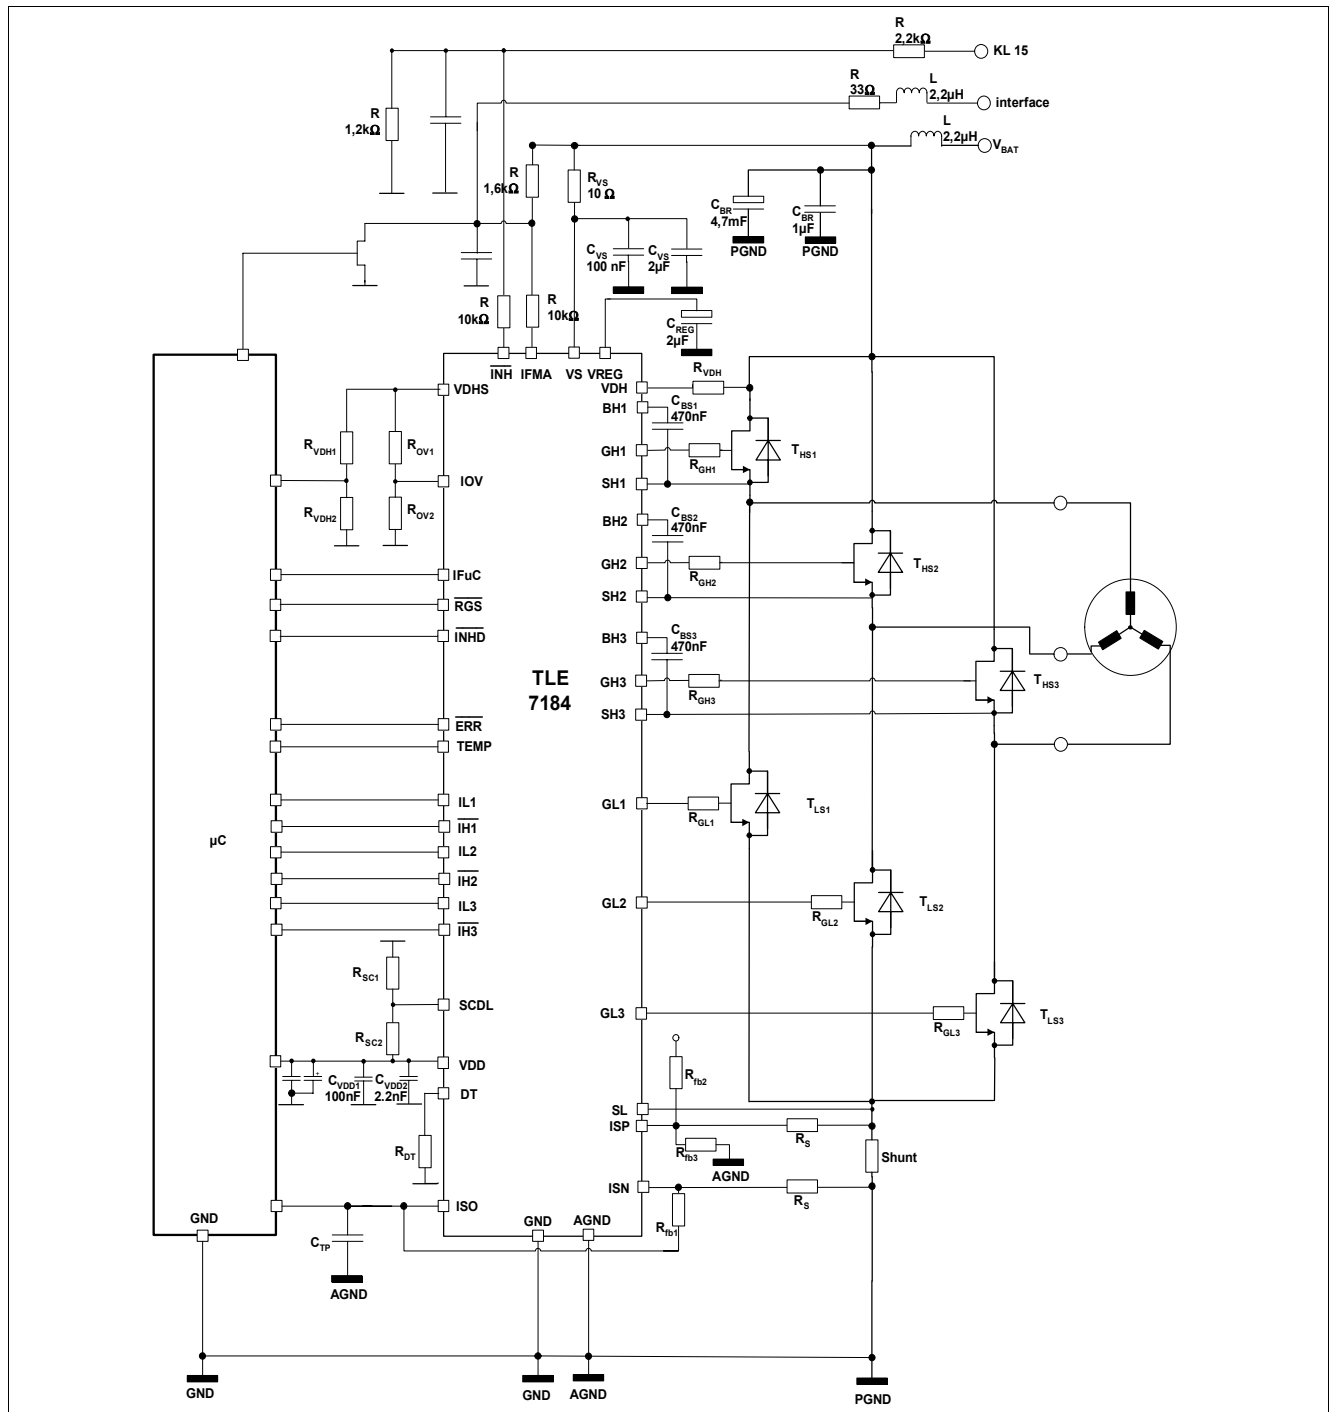 R
2,2kΩ
KL 15
R
33Ω
L
2,2µH
interface
R
1,2kΩ
L
2,2µH
VBAT
R
1,6kΩ
RVS
10 Ω
CBR
4,7mF
CBR
1µF
PGND
PGND
CVS
100 nF
CVS
2µF
R
10kΩ
R
10kΩ
CREG
2µF
INH
IFMA
VS
VREG
RVDH
VDH
VDHS
BH1
CBS1
470nF
RVDH1
ROV1
GH1
RGH1
THS1
IOV
SH1
RVDH2
ROV2
BH2
CBS2
470nF
GH2
RGH2
THS2
IFuC
SH2
RGS
INHD
BH3
CBS3
470nF
TLE
7184
GH3
RGH3
THS3
SH3
ERR
TEMP
IL1
GL1
RGL1
TLS1
IH1
µC
IL2
IH2
IL3
GL2
RGL2
TLS2
IH3
RSC1
SCDL
GL3
RGL3
TLS3
RSC2
VDD
CVDD1
100nF
CVDD2
2.2nF
DT
Rfb2
SL
ISP
RS
RDT
Rfb3
AGND
Shunt
ISN
RS
ISO
Rfb1
GND
GND
AGND
CTP
AGND
GND
GND
AGND
PGND